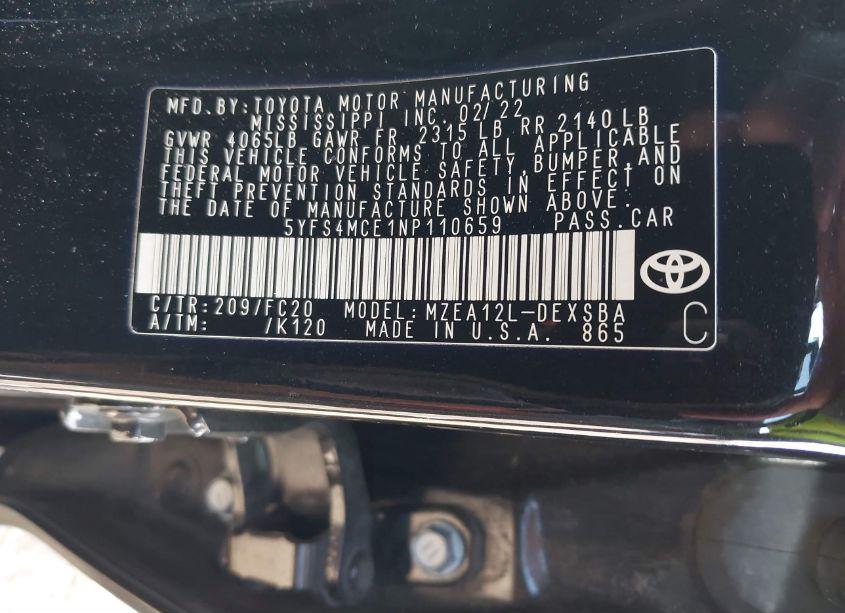 MFD. BY: TOYOTA MOTOR MANUFACTURING
MISSISSIPPI INC. 02/22
GVWR 4065LB GAWR FR 2315 LB RR 2140 LB
THIS VEHICLE CONFORMS TO ALL APPLICABLE
FEDERAL MOTOR VEHICLE SAFETY, BUMPER, AND
THEFT PREVENTION STANDARDS IN EFFECT ON
THE DATE OF MANUFACTURE SHOWN ABOVE.
5YFS4MCE1NP110659 PASS. CAR
C/TR: 209/FC20 MODEL: MZEA12L-DEXSBA
A/TM: /K120 MADE IN U.S.A. 865 C